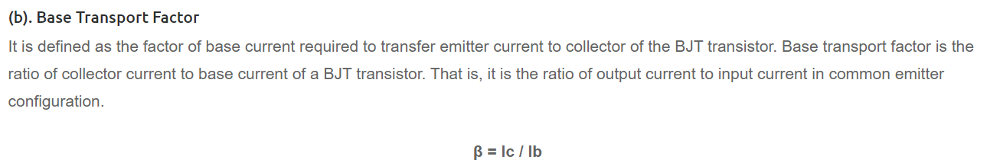 (b). Base Transport Factor
It is defined as the factor of base current required to transfer emitter current to collector of the BJT transistor. Base transport factor is the
ratio of collector current to base current of a BJT transistor. That is, it is the ratio of output current to input current in common emitter
configuration.
β = Ic / Ib